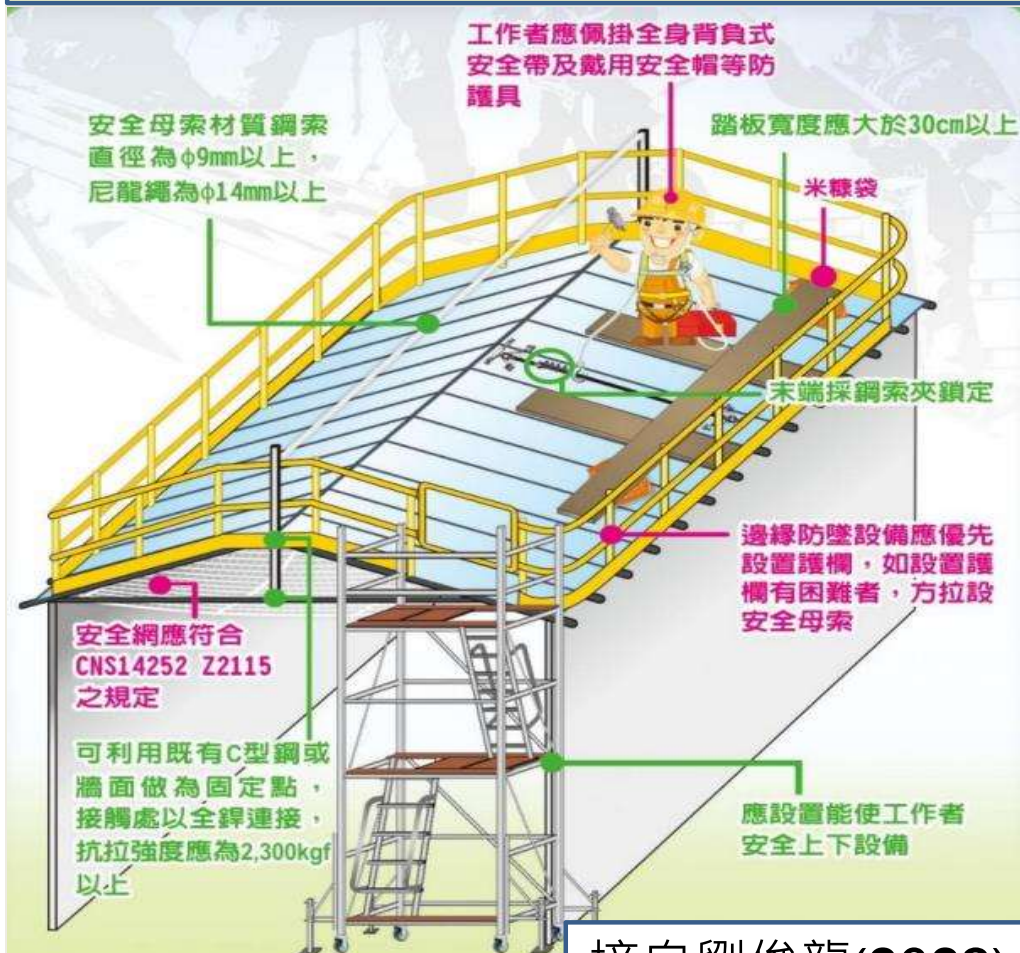 工作者應佩掛全身背負式
安全帶及戴用安全帽等防
護具
安全母索材質鋼索
直徑為ϕ9mm以上，
尼龍繩為ϕ14mm以上
踏板寬度應大於30cm以上
米糠袋
末端採鋼索夾鎖定
邊緣防墜設備應優先
設置護欄，如設置護
欄有困難者，方拉設
安全母索
安全網應符合
CNS14252 Z2115
之規定
可利用既有C型鋼或
牆面做為固定點，
接觸處以全銲連接，
抗拉強度應為2,300kgf
以上
應設置能使工作者
安全上下設備